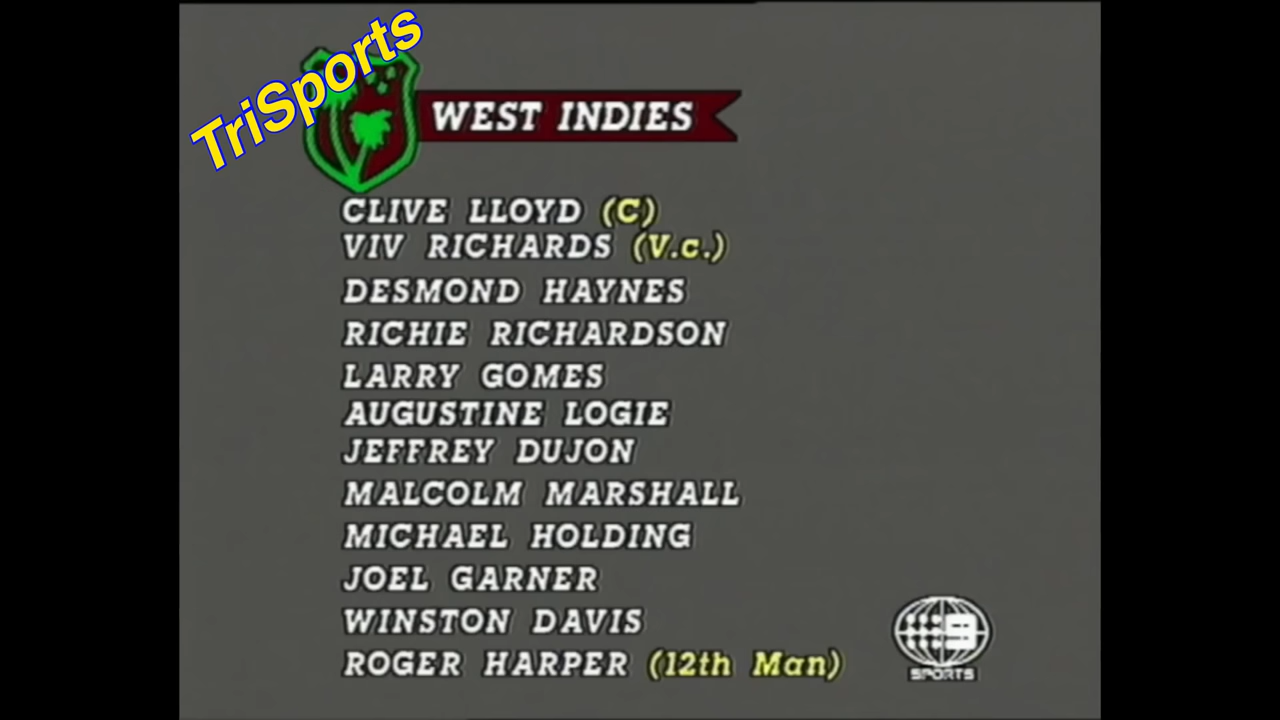 TriSports
WEST INDIES
CLIVE LLOYD (C)
VIV RICHARDS (V.c.)
DESMOND HAYNES
RICHIE RICHARDSON
LARRY GOMES
AUGUSTINE LOGIE
JEFFREY DUJON
MALCOLM MARSHALL
MICHAEL HOLDING
JOEL GARNER
WINSTON DAVIS
ROGER HARPER (12th Man)
9
SPORTS